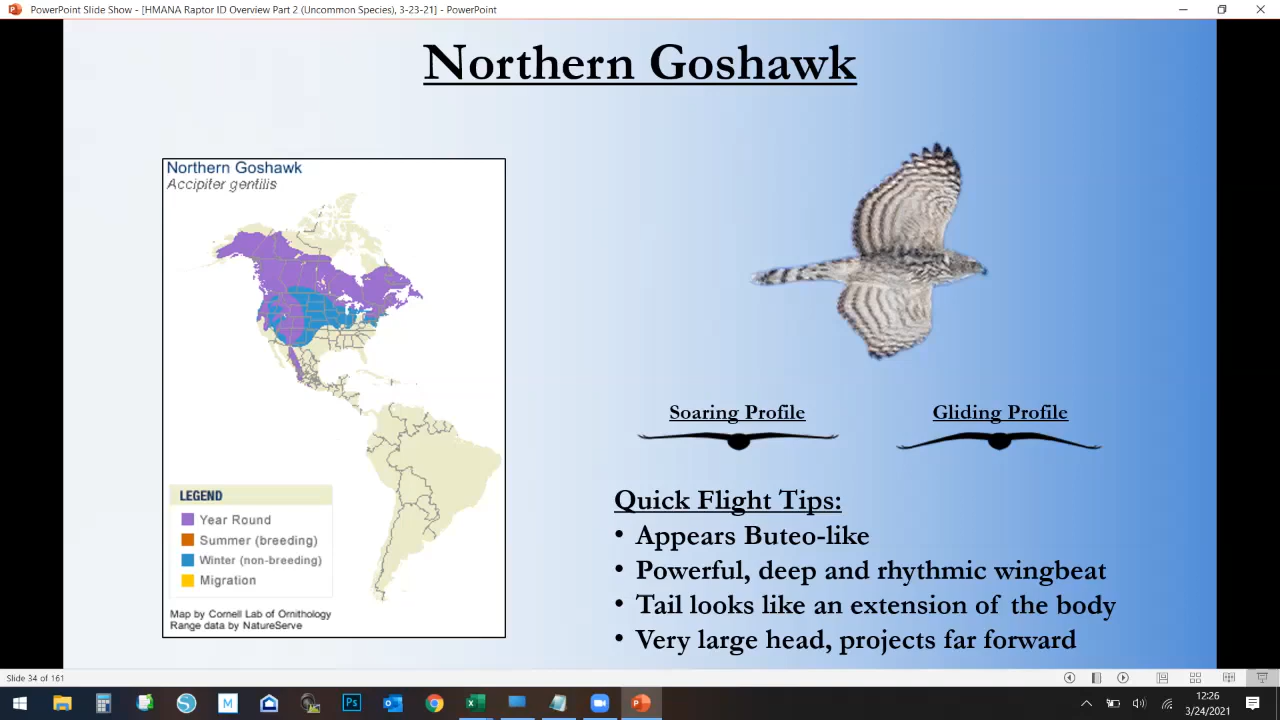 PowerPoint Slide Show - [HMANA Raptor ID Overview Part 2 (Uncommon Species), 3-23-21] - PowerPoint
Northern Goshawk
Northern Goshawk
Accipiter gentilis
LEGEND
Year Round
Summer (breeding)
Winter (non-breeding)
Migration
Map by Cornell Lab of Ornithology
Range data by NatureServe
Soaring Profile
Gliding Profile
Quick Flight Tips:
• Appears Buteo-like
• Powerful, deep and rhythmic wingbeat
• Tail looks like an extension of the body
• Very large head, projects far forward
Slide 34 of 161
M
Ps
12:26
3/24/2021